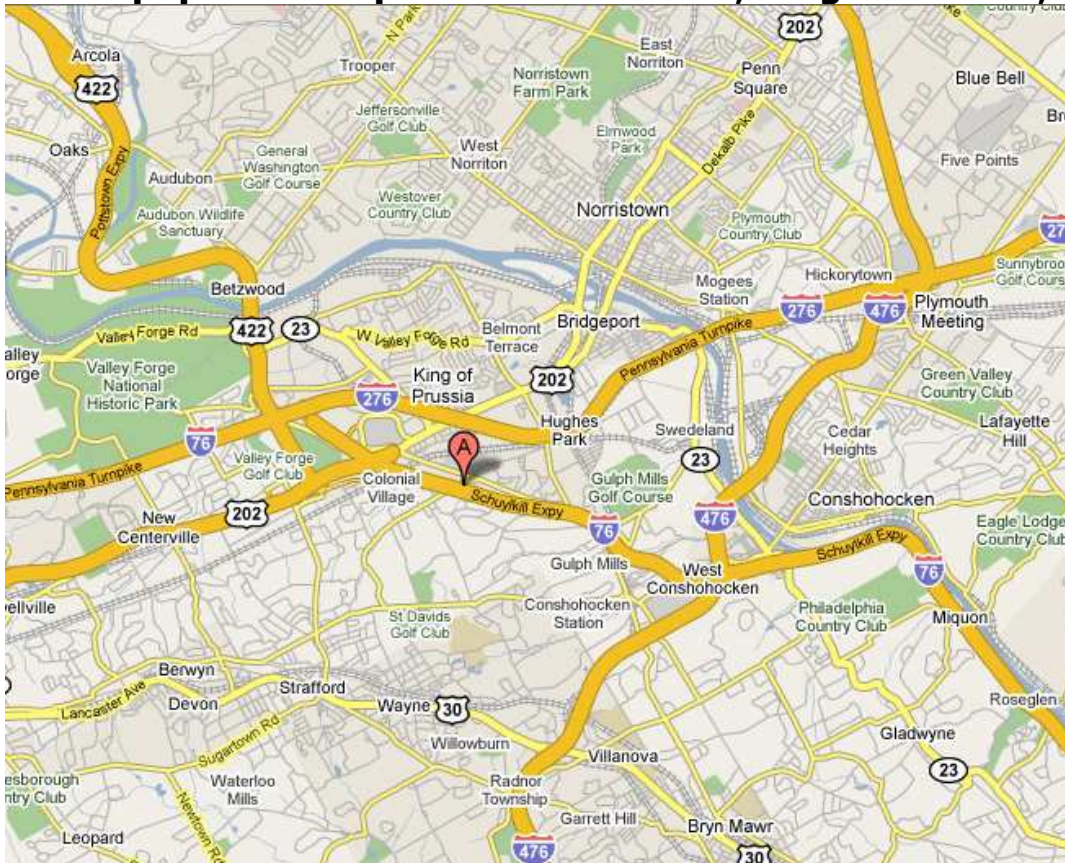 202
Country Club
Arcola
422
N Park
Trooper
East
Norriton
Norristown
Farm Park
Penn
Square
Blue Bell
Jeffersonville
Golf Club
Pottstown Expy
Oaks
General
Washington
Golf Course
West
Norriton
Elmwood
Park
Dekalb Pike
Five Points
Audubon
Westover
Country Club
Audubon Wildlife
Sanctuary
Norristown
Plymouth
Country Club
Betzwood
Mogees
Station
Hickorytown
276
476
Plymouth
Meeting
422
23
Valley Forge Rd
W. Valley Forge Rd
Belmont
Terrace
Bridgeport
Pennsylvania Turnpike
Valley Forge
National
Historic Park
King of
Prussia
276
202
Green Valley
Country Club
Hughes
Park
Swedeland
Cedar
Heights
Lafayette
Hill
76
A
23
Pennsylvania Turnpike
Valley Forge
Golf Club
Colonial
Village
Gulph Mills
Golf Course
Schuylkill Expy
Conshohocken
New
Centerville
202
76
476
Schuylkill Expy
Eagle Lodge
Country Club
Gulph Mills
West
Conshohocken
76
St Davids
Golf Club
Conshohocken
Station
Philadelphia
Country Club
Miquon
Berwyn
Strafford
Lancaster Ave
Devon
Wayne
30
Roseglen
Sugartown Rd
Willowburn
Villanova
Gladwyne
Waterloo
Mills
Radnor
Township
23
Newtown Rd
Garrett Hill
Bryn Mawr
Leopard
476
30